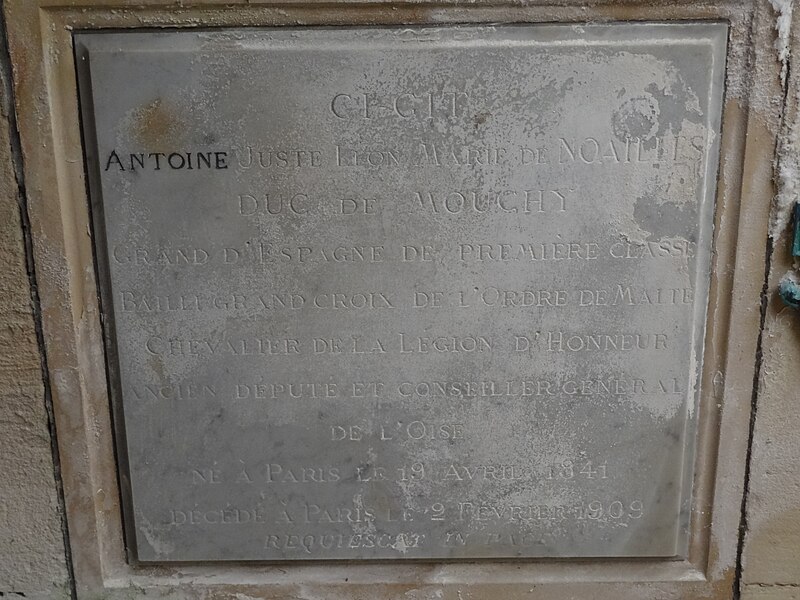 CI-GIT
ANTOINE JUSTE LÉON MARIE DE NOAILLES
DUC DE MOUCHY
GRAND D'ESPAGNE DE PREMIÈRE CLASSE
BAILLI GRAND CROIX DE L'ORDRE DE MALTE
CHEVALIER DE LA LEGION D'HONNEUR
ANCIEN DÉPUTÉ ET CONSEILLER GÉNÉRAL
DE L'OISE
NÉ À PARIS LE 19 AVRIL 1841
DÉCÉDÉ À PARIS LE 2 FÉVRIER 1909
REQUIESCAT IN PACE